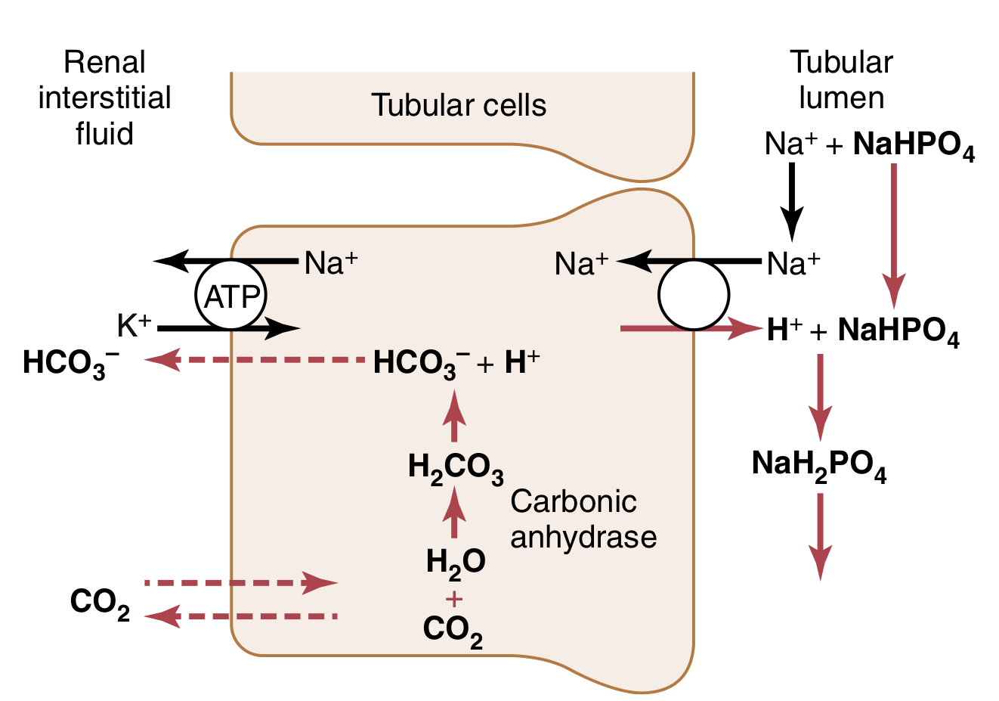 Renal
interstitial
fluid
Tubular cells
Tubular
lumen
Na⁺ + NaHPO₄
Na⁺
Na⁺
Na⁺
ATP
K⁺
H⁺ + NaHPO₄
HCO₃⁻
HCO₃⁻ + H⁺
NaH₂PO₄
H₂CO₃
Carbonic
anhydrase
H₂O
+
CO₂
CO₂